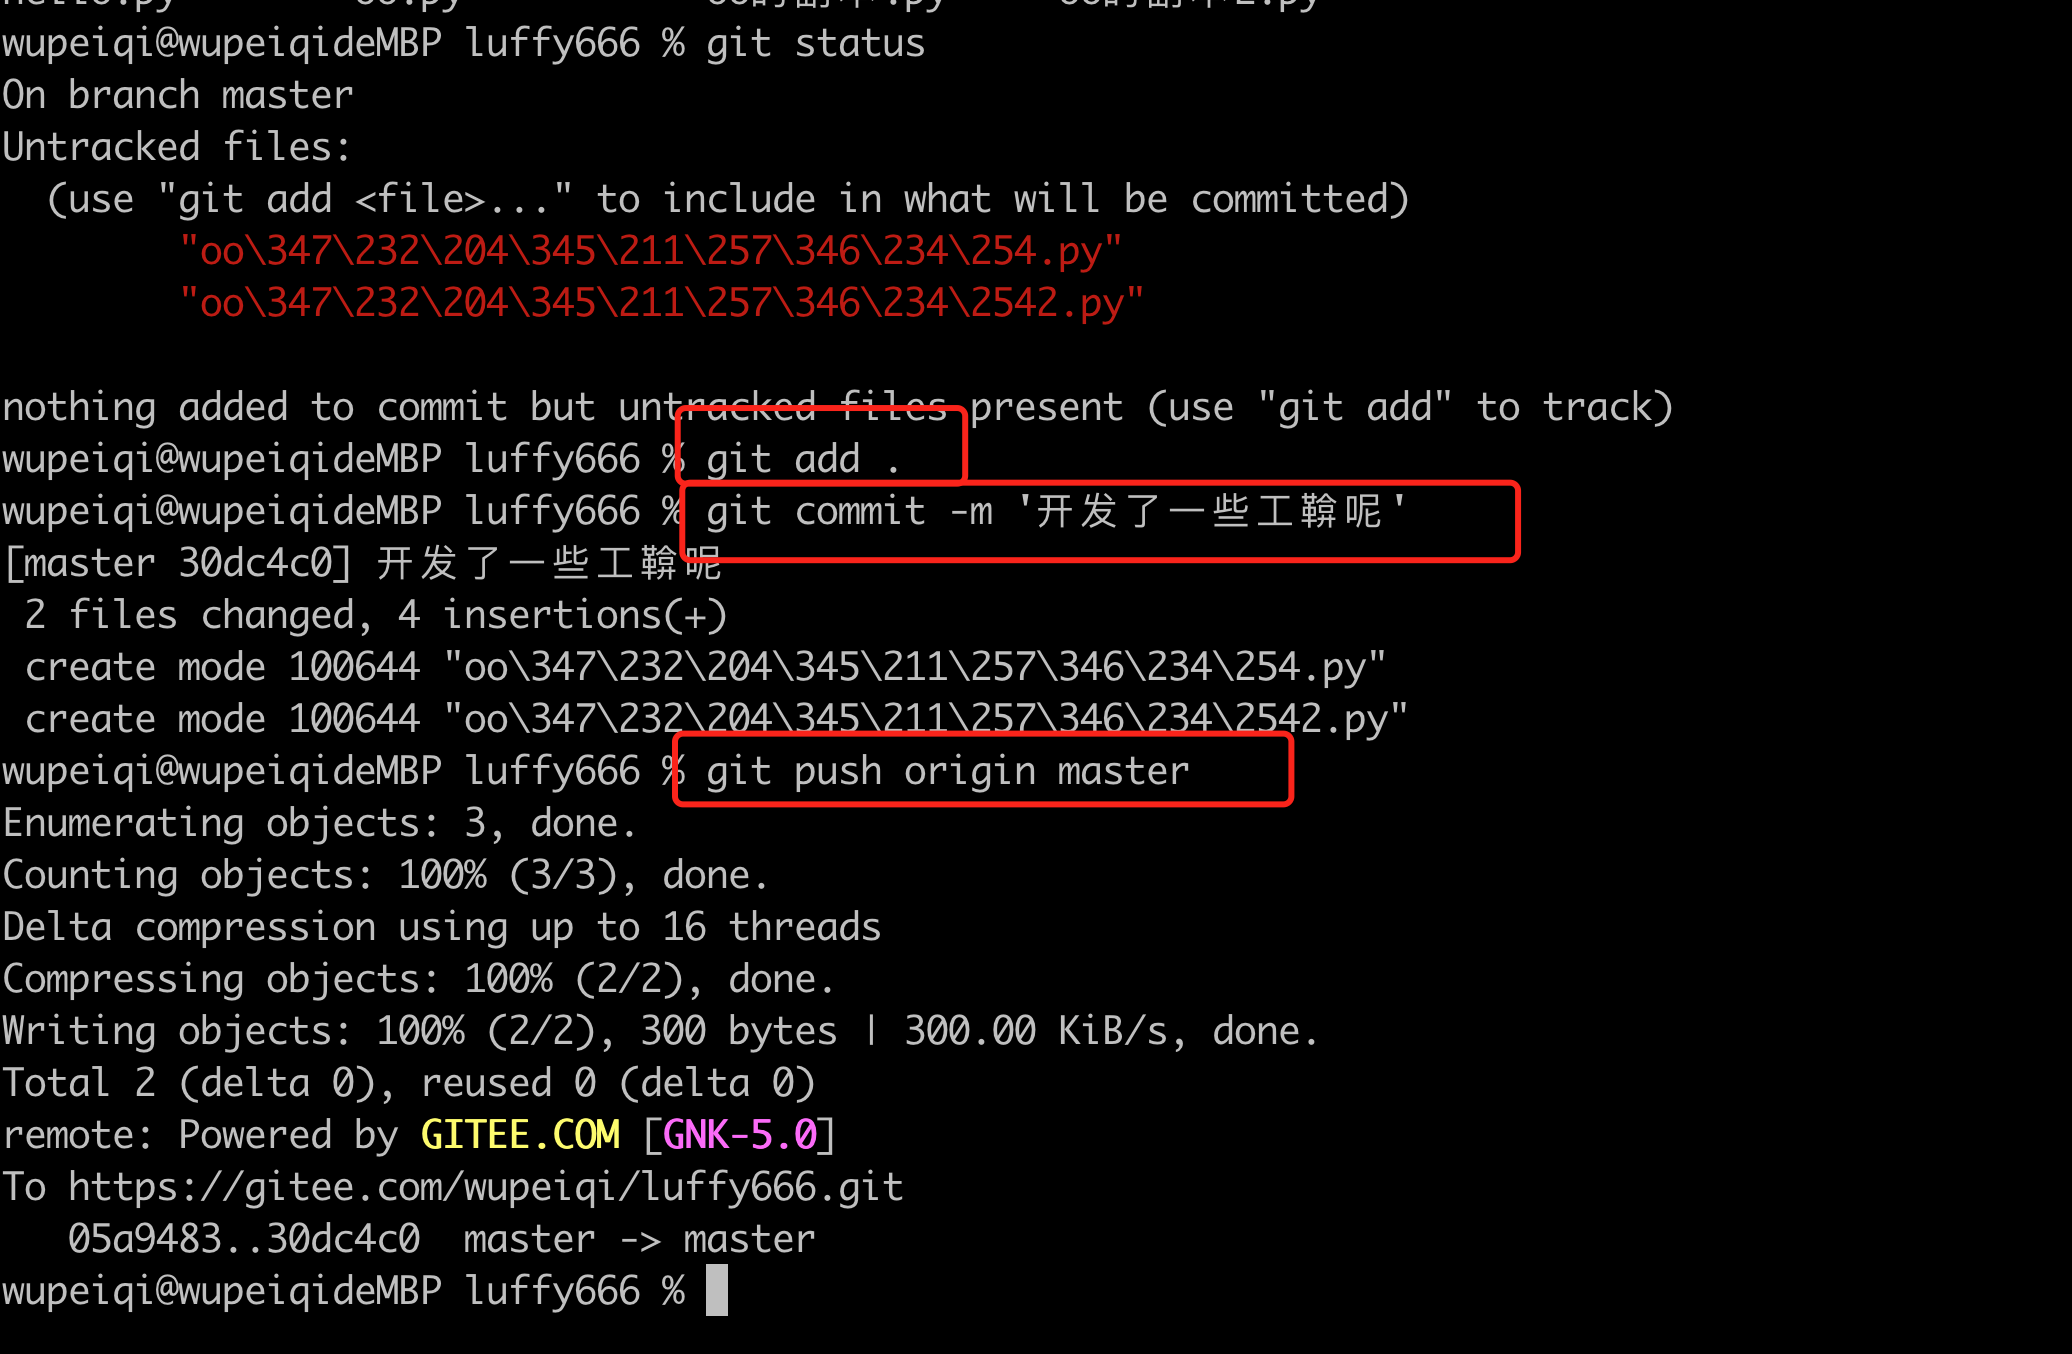 wupeiqi@wupeiqideMBP luffy666 % git status
On branch master
Untracked files:
  (use "git add <file>..." to include in what will be committed)
        "oo\347\232\204\345\211\257\346\234\254.py"
        "oo\347\232\204\345\211\257\346\234\2542.py"
nothing added to commit but untracked files present (use "git add" to track)
wupeiqi@wupeiqideMBP luffy666 % git add .
wupeiqi@wupeiqideMBP luffy666 % git commit -m '开发了一些工鞥呢'
[master 30dc4c0] 开发了一些工鞥呢
 2 files changed, 4 insertions(+)
 create mode 100644 "oo\347\232\204\345\211\257\346\234\254.py"
 create mode 100644 "oo\347\232\204\345\211\257\346\234\2542.py"
wupeiqi@wupeiqideMBP luffy666 % git push origin master
Enumerating objects: 3, done.
Counting objects: 100% (3/3), done.
Delta compression using up to 16 threads
Compressing objects: 100% (2/2), done.
Writing objects: 100% (2/2), 300 bytes | 300.00 KiB/s, done.
Total 2 (delta 0), reused 0 (delta 0)
remote: Powered by GITEE.COM [GNK-5.0]
To https://gitee.com/wupeiqi/luffy666.git
   05a9483..30dc4c0  master -> master
wupeiqi@wupeiqideMBP luffy666 %